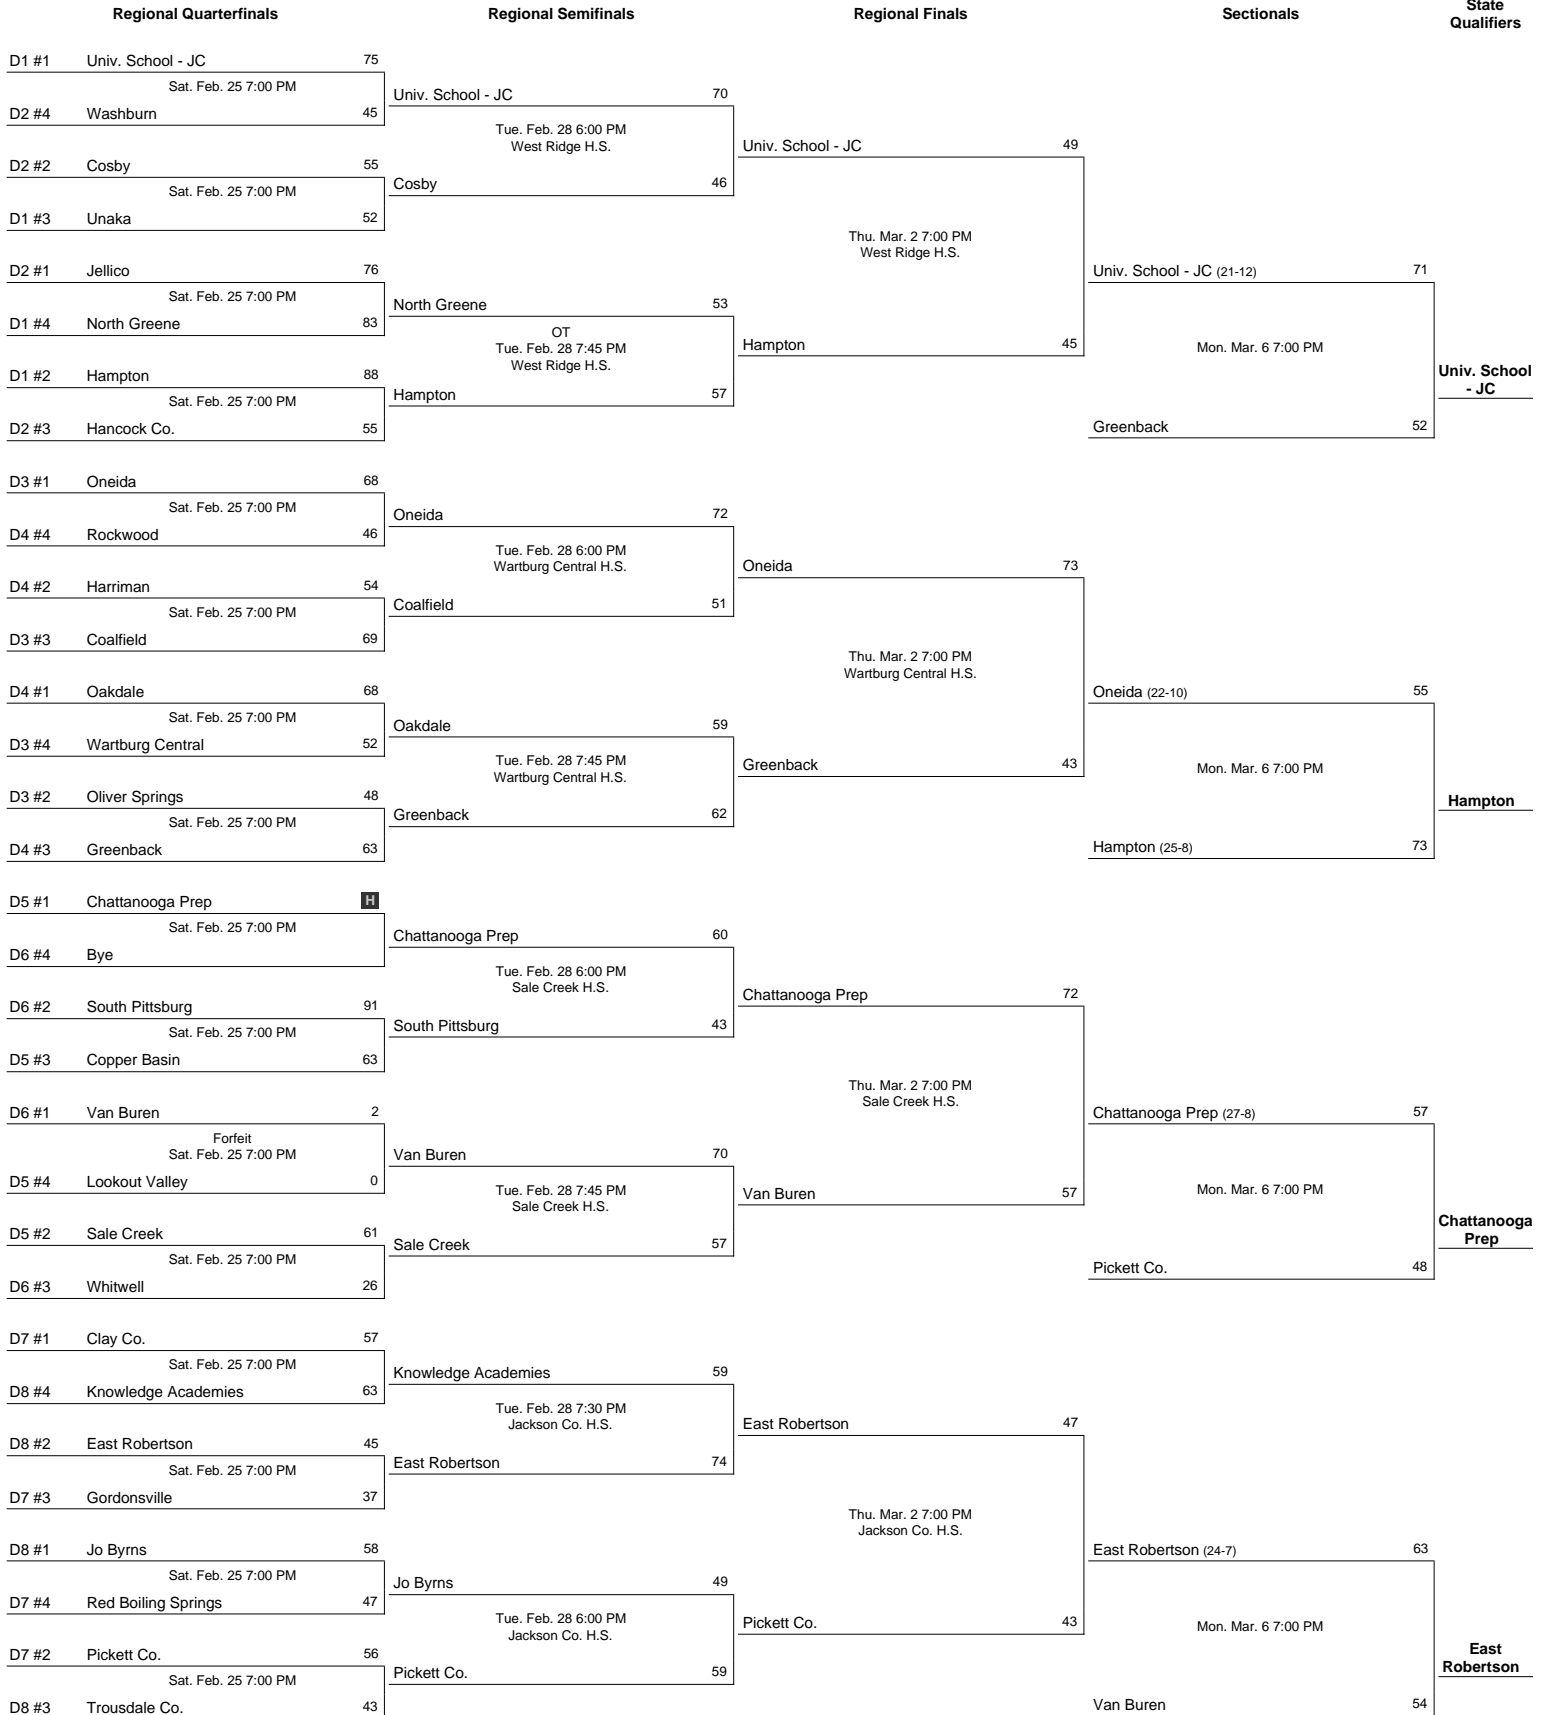 State
Regional Quarterfinals Regional Semifinals Regional Finals Sectionals Qualifiers
D1 #1 Univ. School - JC 75
Sat. Feb. 25 7:00 PM
D2 #4 Washburn 45
Univ. School - JC 70
Tue. Feb. 28 6:00 PM
West Ridge H.S.
Cosby 46
D2 #2 Cosby 55
Sat. Feb. 25 7:00 PM
D1 #3 Unaka 52
Univ. School - JC 49
Thu. Mar. 2 7:00 PM
West Ridge H.S.
Hampton 45
D2 #1 Jellico 76
Sat. Feb. 25 7:00 PM
D1 #4 North Greene 83
North Greene 53
OT
Tue. Feb. 28 7:45 PM
West Ridge H.S.
Hampton 57
D1 #2 Hampton 88
Sat. Feb. 25 7:00 PM
D2 #3 Hancock Co. 55
Univ. School - JC (21-12) 71
Mon. Mar. 6 7:00 PM
Greenback 52
Univ. School
- JC
D3 #1 Oneida 68
Sat. Feb. 25 7:00 PM
D4 #4 Rockwood 46
Oneida 72
Tue. Feb. 28 6:00 PM
Wartburg Central H.S.
Coalfield 51
D4 #2 Harriman 54
Sat. Feb. 25 7:00 PM
D3 #3 Coalfield 69
Oneida 73
Thu. Mar. 2 7:00 PM
Wartburg Central H.S.
Greenback 43
D4 #1 Oakdale 68
Sat. Feb. 25 7:00 PM
D3 #4 Wartburg Central 52
Oakdale 59
Tue. Feb. 28 7:45 PM
Wartburg Central H.S.
Greenback 62
D3 #2 Oliver Springs 48
Sat. Feb. 25 7:00 PM
D4 #3 Greenback 63
Oneida (22-10) 55
Mon. Mar. 6 7:00 PM
Hampton (25-8) 73
Hampton
D5 #1 Chattanooga Prep H
Sat. Feb. 25 7:00 PM
D6 #4 Bye
Chattanooga Prep 60
Tue. Feb. 28 6:00 PM
Sale Creek H.S.
South Pittsburg 43
D6 #2 South Pittsburg 91
Sat. Feb. 25 7:00 PM
D5 #3 Copper Basin 63
Chattanooga Prep 72
Thu. Mar. 2 7:00 PM
Sale Creek H.S.
Van Buren 57
D6 #1 Van Buren 2
Forfeit
Sat. Feb. 25 7:00 PM
D5 #4 Lookout Valley 0
Van Buren 70
Tue. Feb. 28 7:45 PM
Sale Creek H.S.
Sale Creek 57
D5 #2 Sale Creek 61
Sat. Feb. 25 7:00 PM
D6 #3 Whitwell 26
Chattanooga Prep (27-8) 57
Mon. Mar. 6 7:00 PM
Pickett Co. 48
Chattanooga
Prep
D7 #1 Clay Co. 57
Sat. Feb. 25 7:00 PM
D8 #4 Knowledge Academies 63
Knowledge Academies 59
Tue. Feb. 28 7:30 PM
Jackson Co. H.S.
East Robertson 74
D8 #2 East Robertson 45
Sat. Feb. 25 7:00 PM
D7 #3 Gordonsville 37
East Robertson 47
Thu. Mar. 2 7:00 PM
Jackson Co. H.S.
Pickett Co. 43
D8 #1 Jo Byrns 58
Sat. Feb. 25 7:00 PM
D7 #4 Red Boiling Springs 47
Jo Byrns 49
Tue. Feb. 28 6:00 PM
Jackson Co. H.S.
Pickett Co. 59
D7 #2 Pickett Co. 56
Sat. Feb. 25 7:00 PM
D8 #3 Trousdale Co. 43
East Robertson (24-7) 63
Mon. Mar. 6 7:00 PM
Van Buren 54
East
Robertson